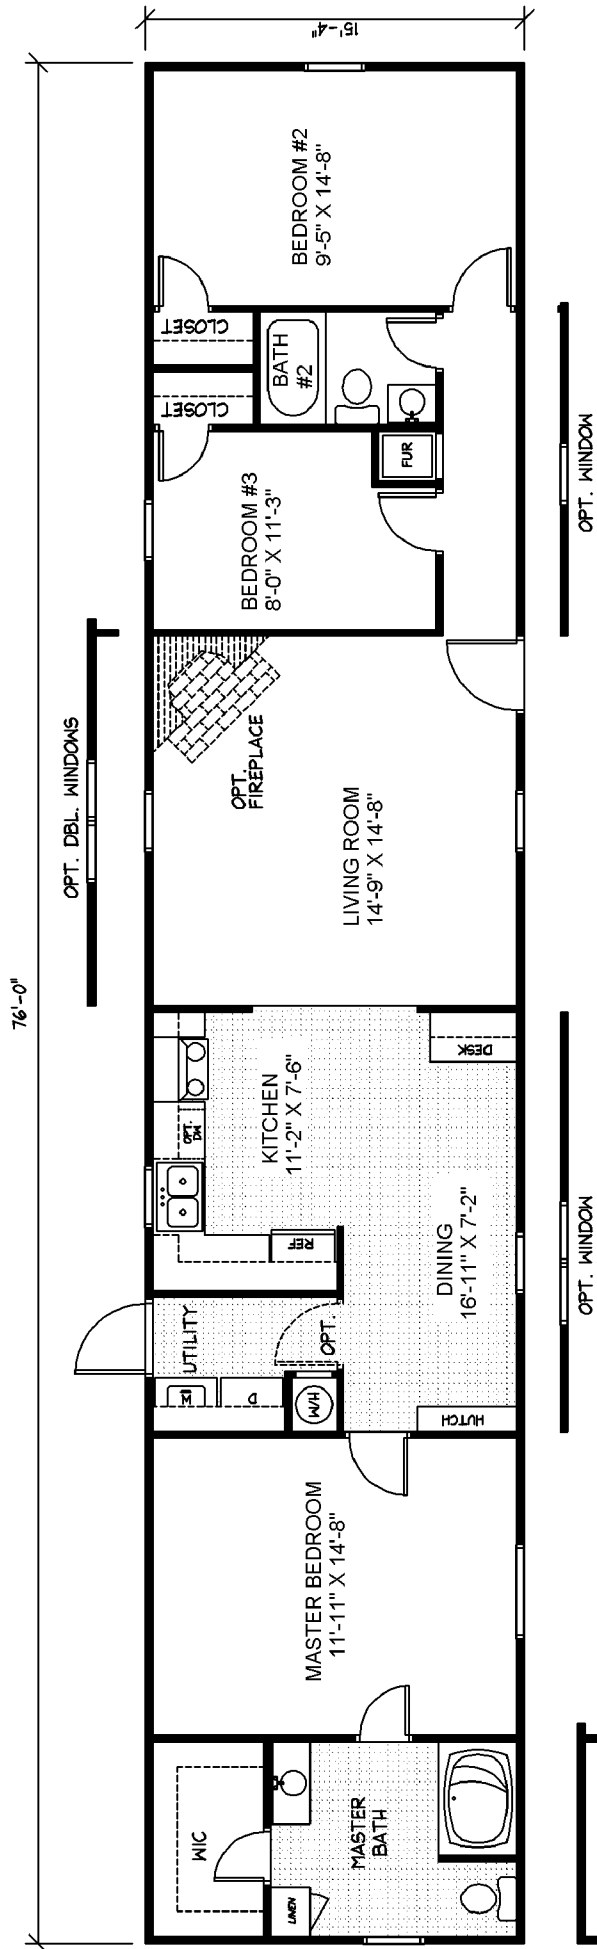 15'-4"
76'-0"
BEDROOM #2
9'-5" X 14'-8"
CLOSET
CLOSET
BATH
#2
FUR
BEDROOM #3
8'-0" X 11'-3"
OPT. WINDOW
OPT. DBL. WINDOWS
OPT.
FIREPLACE
LIVING ROOM
14'-9" X 14'-8"
KITCHEN
11'-2" X 7'-6"
OPT.
DW
REF
DESK
DINING
16'-11" X 7'-2"
OPT. WINDOW
UTILITY
OPT.
W
D
W/H
HUTCH
MASTER BEDROOM
11'-11" X 14'-8"
WIC
MASTER
BATH
LINEN